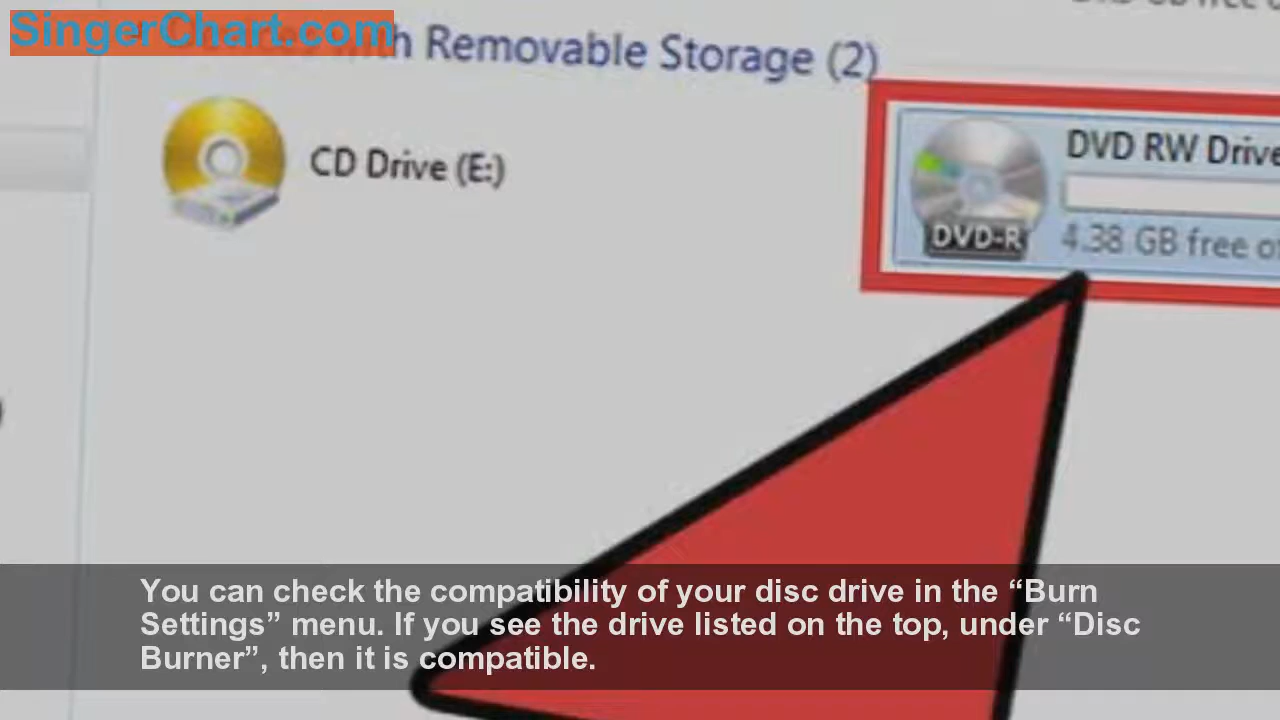 SingerChart.com
with Removable Storage (2)
CD Drive (E:)
DVD RW Drive
DVD-R
4.38 GB free of
You can check the compatibility of your disc drive in the “Burn
Settings” menu. If you see the drive listed on the top, under “Disc
Burner”, then it is compatible.